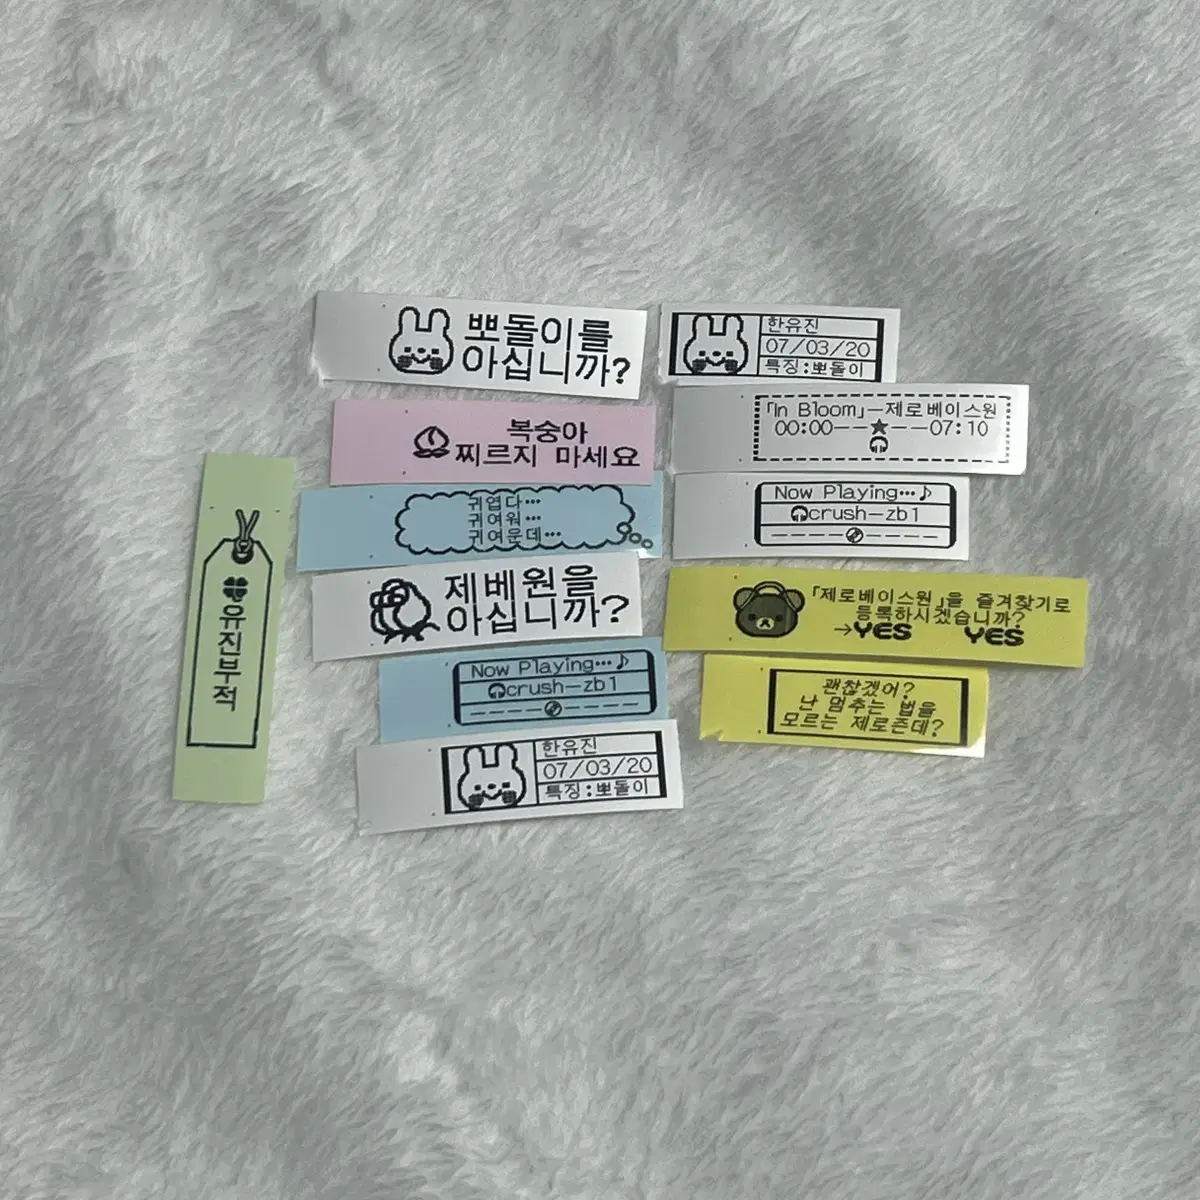 뽀돌이를
아십니까?
복숭아
찌르지 마세요
귀엽다…
귀여워…
귀여운데…
제베원을
아십니까?
Now Playing…♪
crush-zb1
한유진
07/03/20
특징:뽀돌이
유진부적
한유진
07/03/20
특징:뽀돌이
「In Bloom」-제로베이스원
00:00--★--07:10
Now Playing…♪
crush-zb1
「제로베이스원」을 즐겨찾기로
등록하시겠습니까?
→YES YES
괜찮겠어?
난 멈추는 법을
모르는 제로즌데?